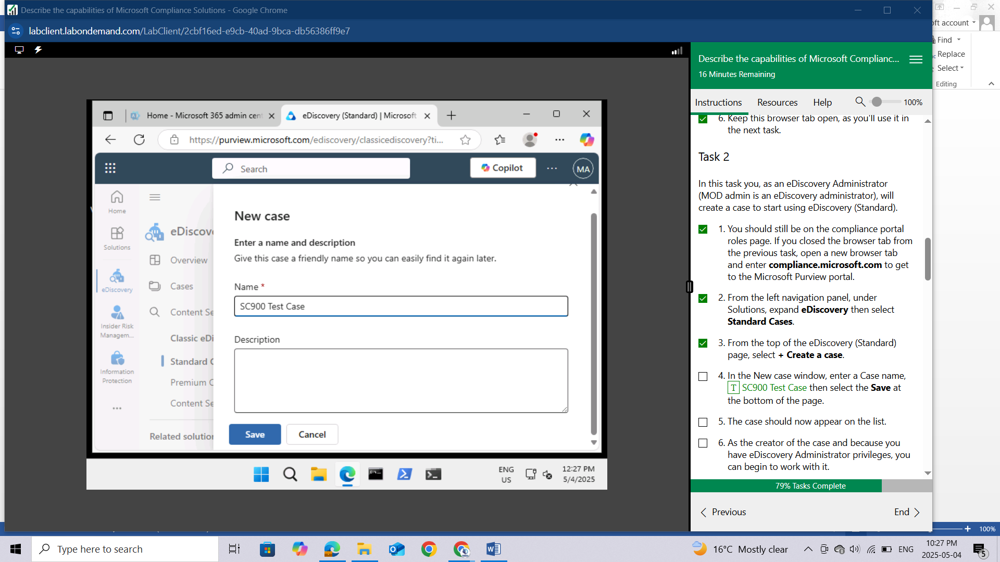 Describe the capabilities of Microsoft Compliance Solutions - Google Chrome
labclient.labondemand.com/LabClient/2cbf16ed-e9cb-40ad-9bca-db56386ff9e7
Home - Microsoft 365 admin cent
eDiscovery (Standard) | Microsoft
https://purview.microsoft.com/ediscovery/classicediscovery?ti...
Search
Copilot
MA
Home
Solutions
eDiscovery
Insider Risk
Managem...
Information
Protection
eDiscov
Overview
Cases
Content Se
Classic eDi
Standard C
Premium C
Content Se
Related solution
New case
Enter a name and description
Give this case a friendly name so you can easily find it again later.
Name *
SC900 Test Case
Description
Save
Cancel
ENG
US
12:27 PM
5/4/2025
Describe the capabilities of Microsoft Complianc...
16 Minutes Remaining
Instructions
Resources
Help
100%
6. Keep this browser tab open, as you'll use it in
the next task.
Task 2
In this task you, as an eDiscovery Administrator
(MOD admin is an eDiscovery administrator), will
create a case to start using eDiscovery (Standard).
1. You should still be on the compliance portal
roles page. If you closed the browser tab from
the previous task, open a new browser tab
and enter compliance.microsoft.com to get
to the Microsoft Purview portal.
2. From the left navigation panel, under
Solutions, expand eDiscovery then select
Standard Cases.
3. From the top of the eDiscovery (Standard)
page, select + Create a case.
4. In the New case window, enter a Case name,
T SC900 Test Case then select the Save at
the bottom of the page.
5. The case should now appear on the list.
6. As the creator of the case and because you
have eDiscovery Administrator privileges, you
can begin to work with it.
79% Tasks Complete
Previous
End
oft account
Find
Replace
Select
Editing
100%
Type here to search
16°C Mostly clear
ENG
10:27 PM
2025-05-04
5